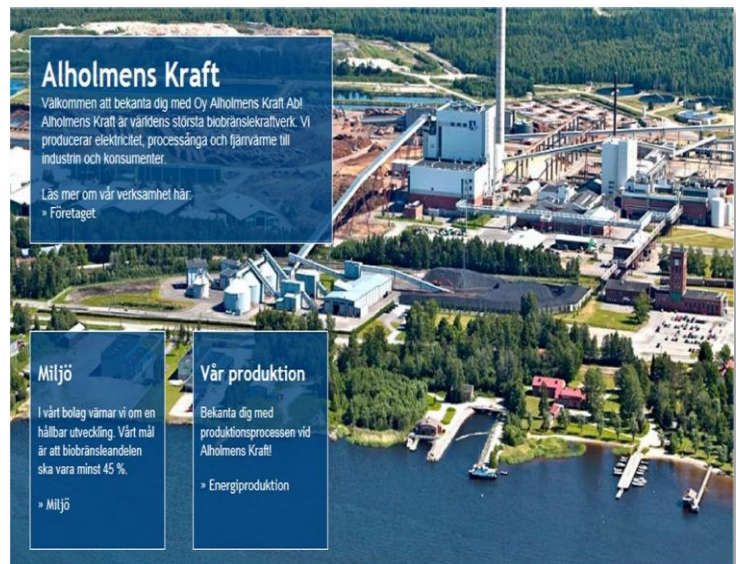 Alholmens Kraft
Välkommen att bekanta dig med Oy Alholmens Kraft Ab!
Alholmens Kraft är världens största biobränslekraftverk. Vi
producerar elektricitet, processånga och fjärrvärme till
industrin och konsumenter.
Läs mer om vår verksamhet här:
» Företaget
Miljö
I vårt bolag värnar vi om en
hållbar utveckling. Vårt mål
är att biobränsleandelen
ska vara minst 45 %.
» Miljö
Vår produktion
Bekanta dig med
produktionsprocessen vid
Alholmens Kraft!
» Energiproduktion